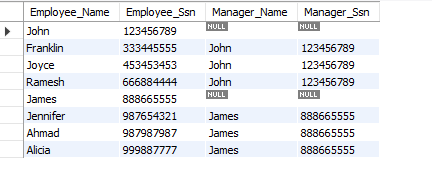 Employee_Name Employee_Ssn Manager_Name Manager_Ssn
John 123456789 NULL NULL
Franklin 333445555 John 123456789
Joyce 453453453 John 123456789
Ramesh 666884444 John 123456789
James 888665555 NULL NULL
Jennifer 987654321 James 888665555
Ahmad 987987987 James 888665555
Alicia 999887777 James 888665555